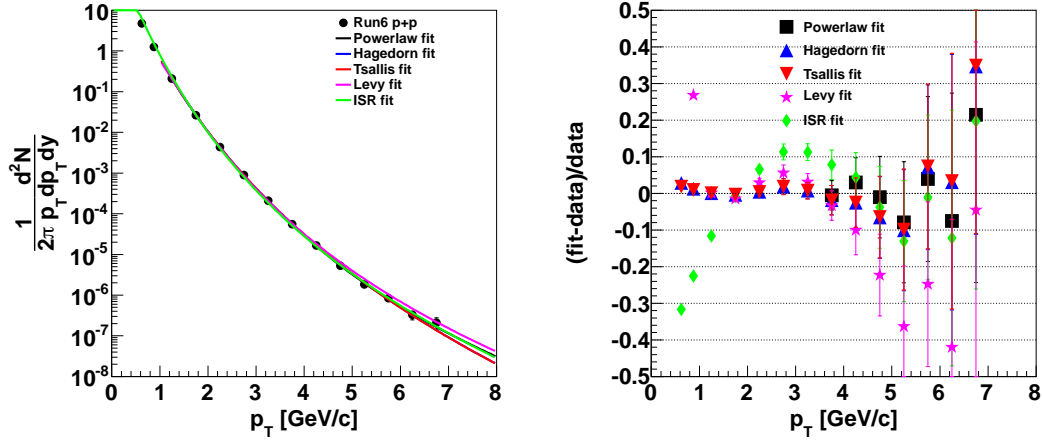 10
1
10^-1
10^-2
10^-3
10^-4
10^-5
10^-6
10^-7
10^-8
1/(2π p_T) d^2N/(dp_T dy)
Run6 p+p
Powerlaw fit
Hagedorn fit
Tsallis fit
Levy fit
ISR fit
0 1 2 3 4 5 6 7 8
p_T [GeV/c]
(fit-data)/data
0.5
0.4
0.3
0.2
0.1
0
-0.1
-0.2
-0.3
-0.4
-0.5
Powerlaw fit
Hagedorn fit
Tsallis fit
Levy fit
ISR fit
0 1 2 3 4 5 6 7 8
p_T [GeV/c]